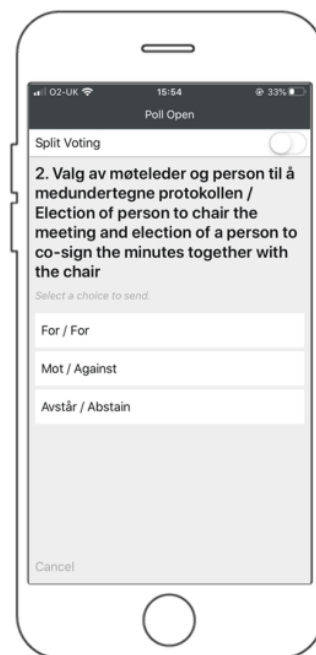 O2-UK 15:54 33%
Poll Open
Split Voting
2. Valg av møteleder og person til å
medundertegne protokollen /
Election of person to chair the
meeting and election of a person to
co-sign the minutes together with
the chair
Select a choice to send.
For / For
Mot / Against
Avstår / Abstain
Cancel